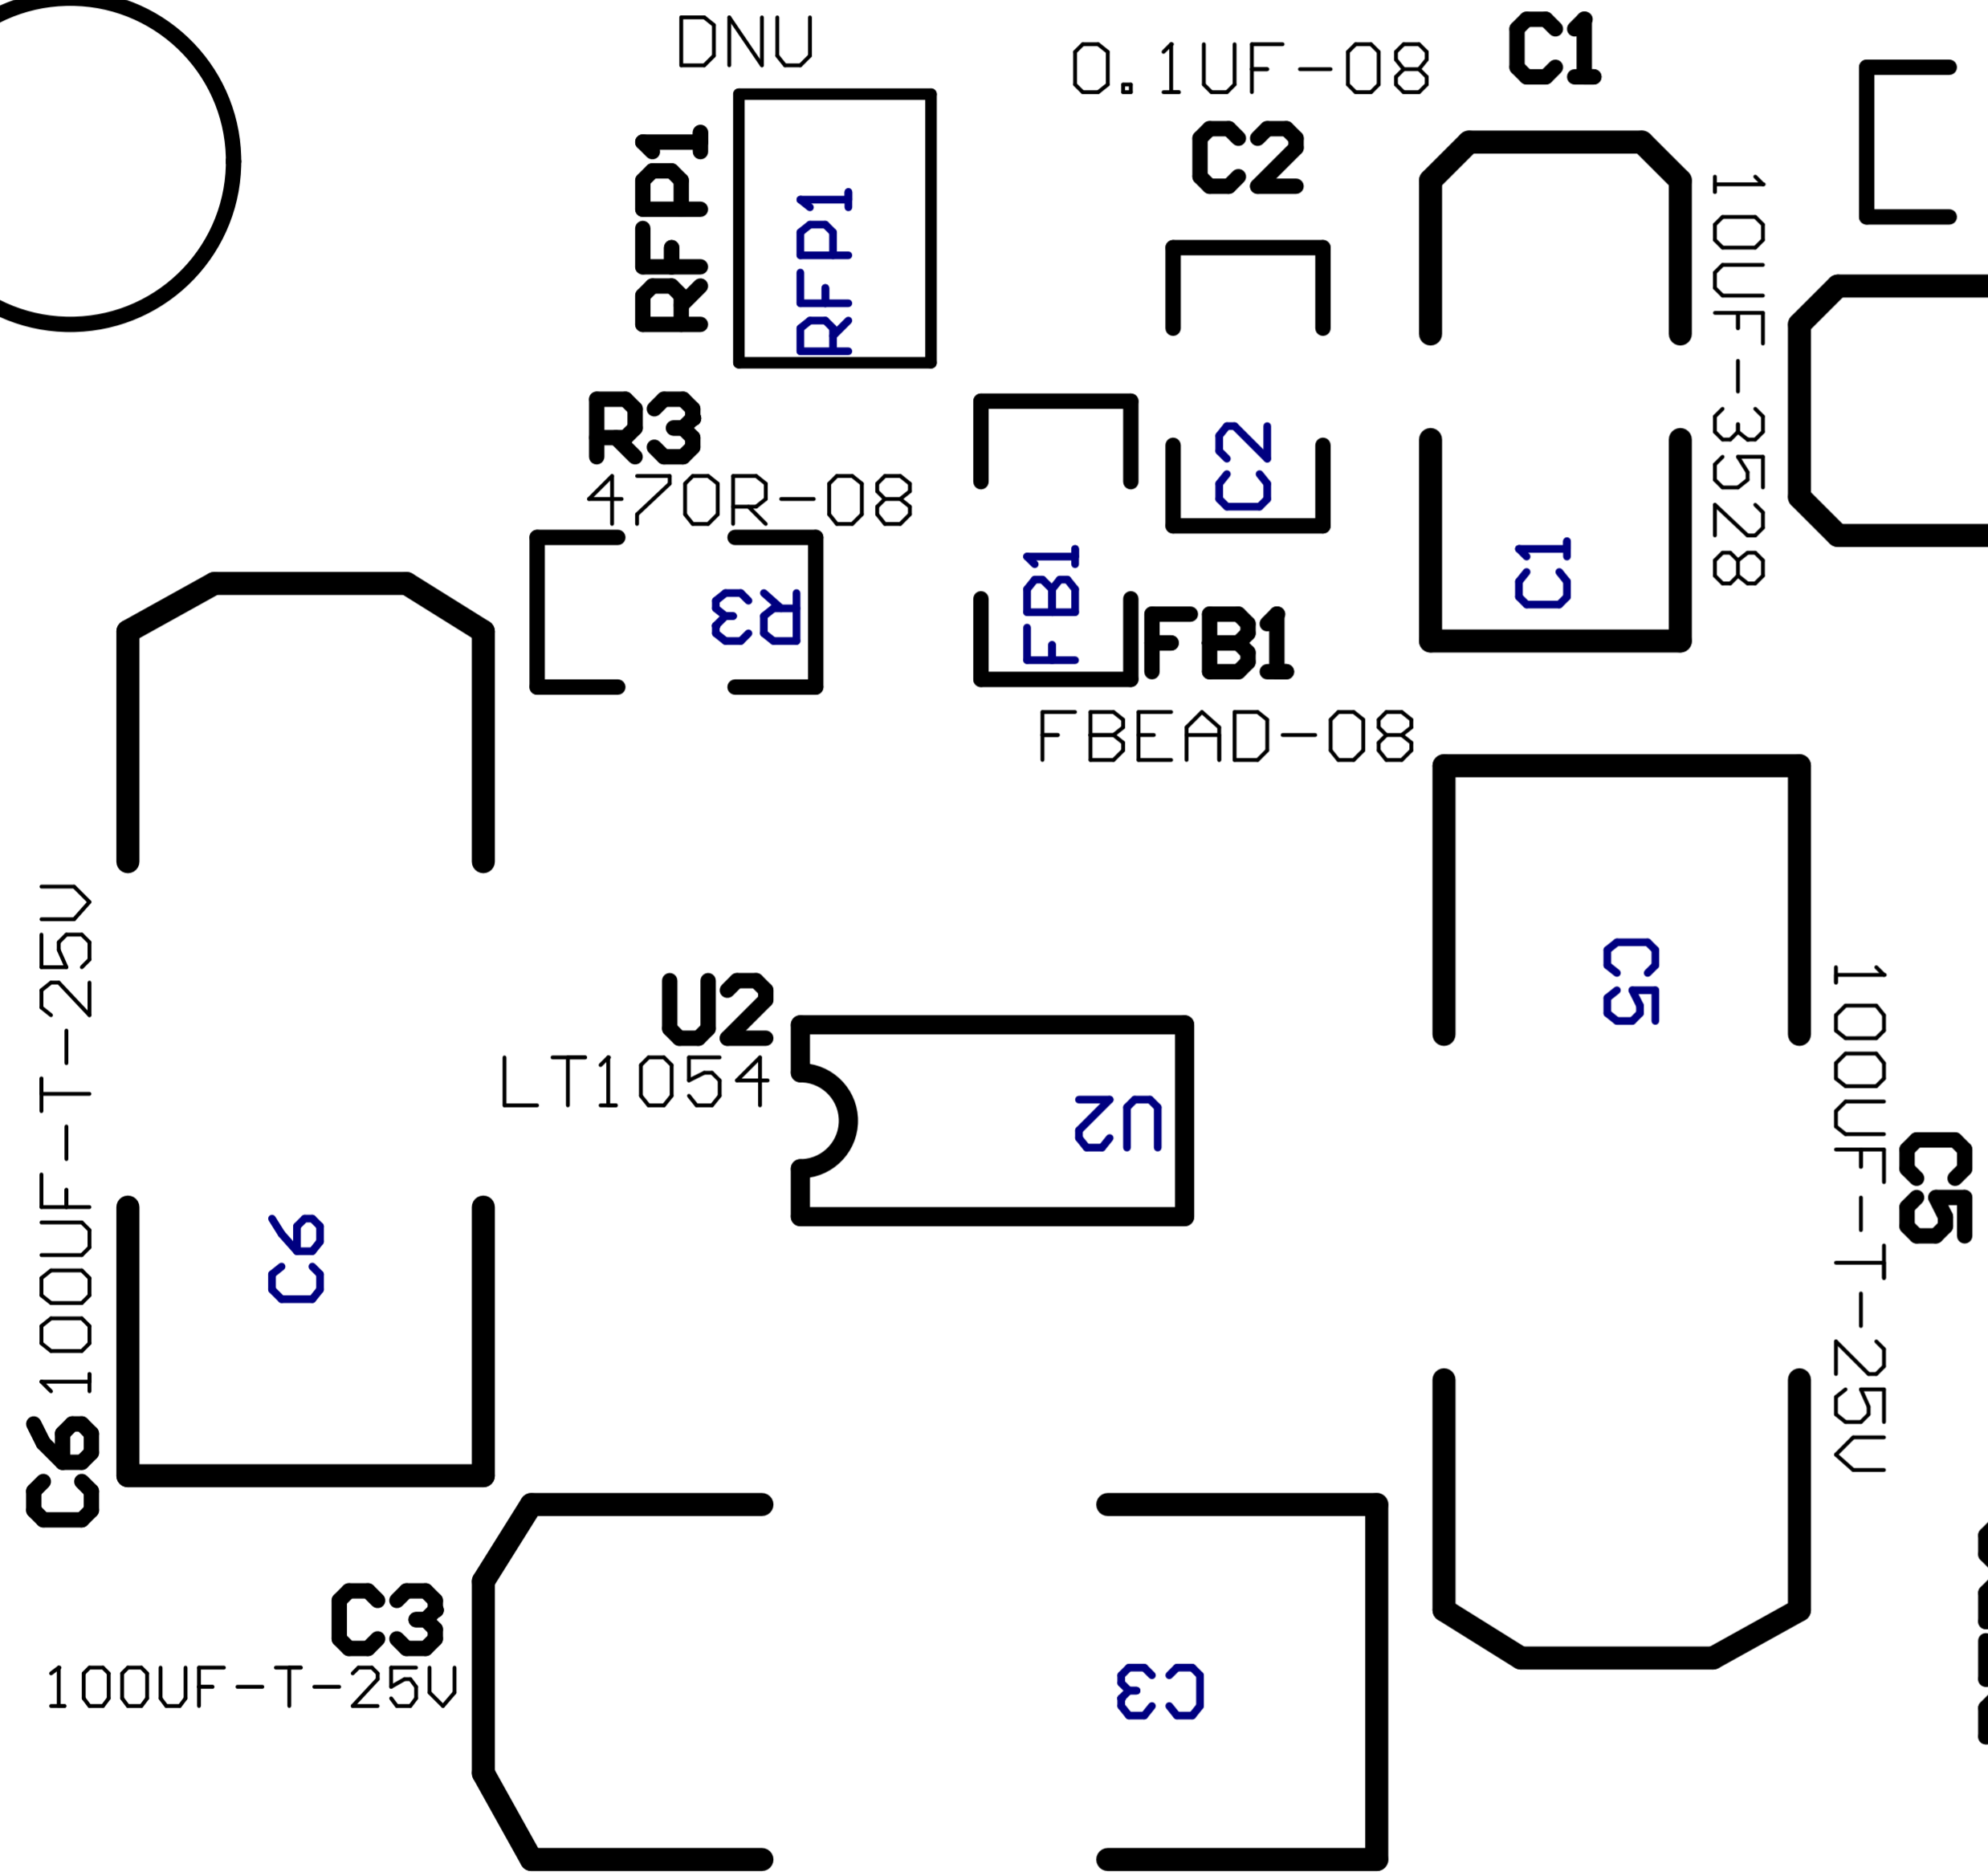 DNU
0.1UF-08
C1
C2
RFP1
RFP1
10UF-3528
R3
470R-08
C2
R3
FB1
C1
FB1
FBEAD-08
100UF-T-25V
C5
U2
LT1054
U2
100UF-T-25V
C5
C6
C6
C3
100UF-T-25V
C3